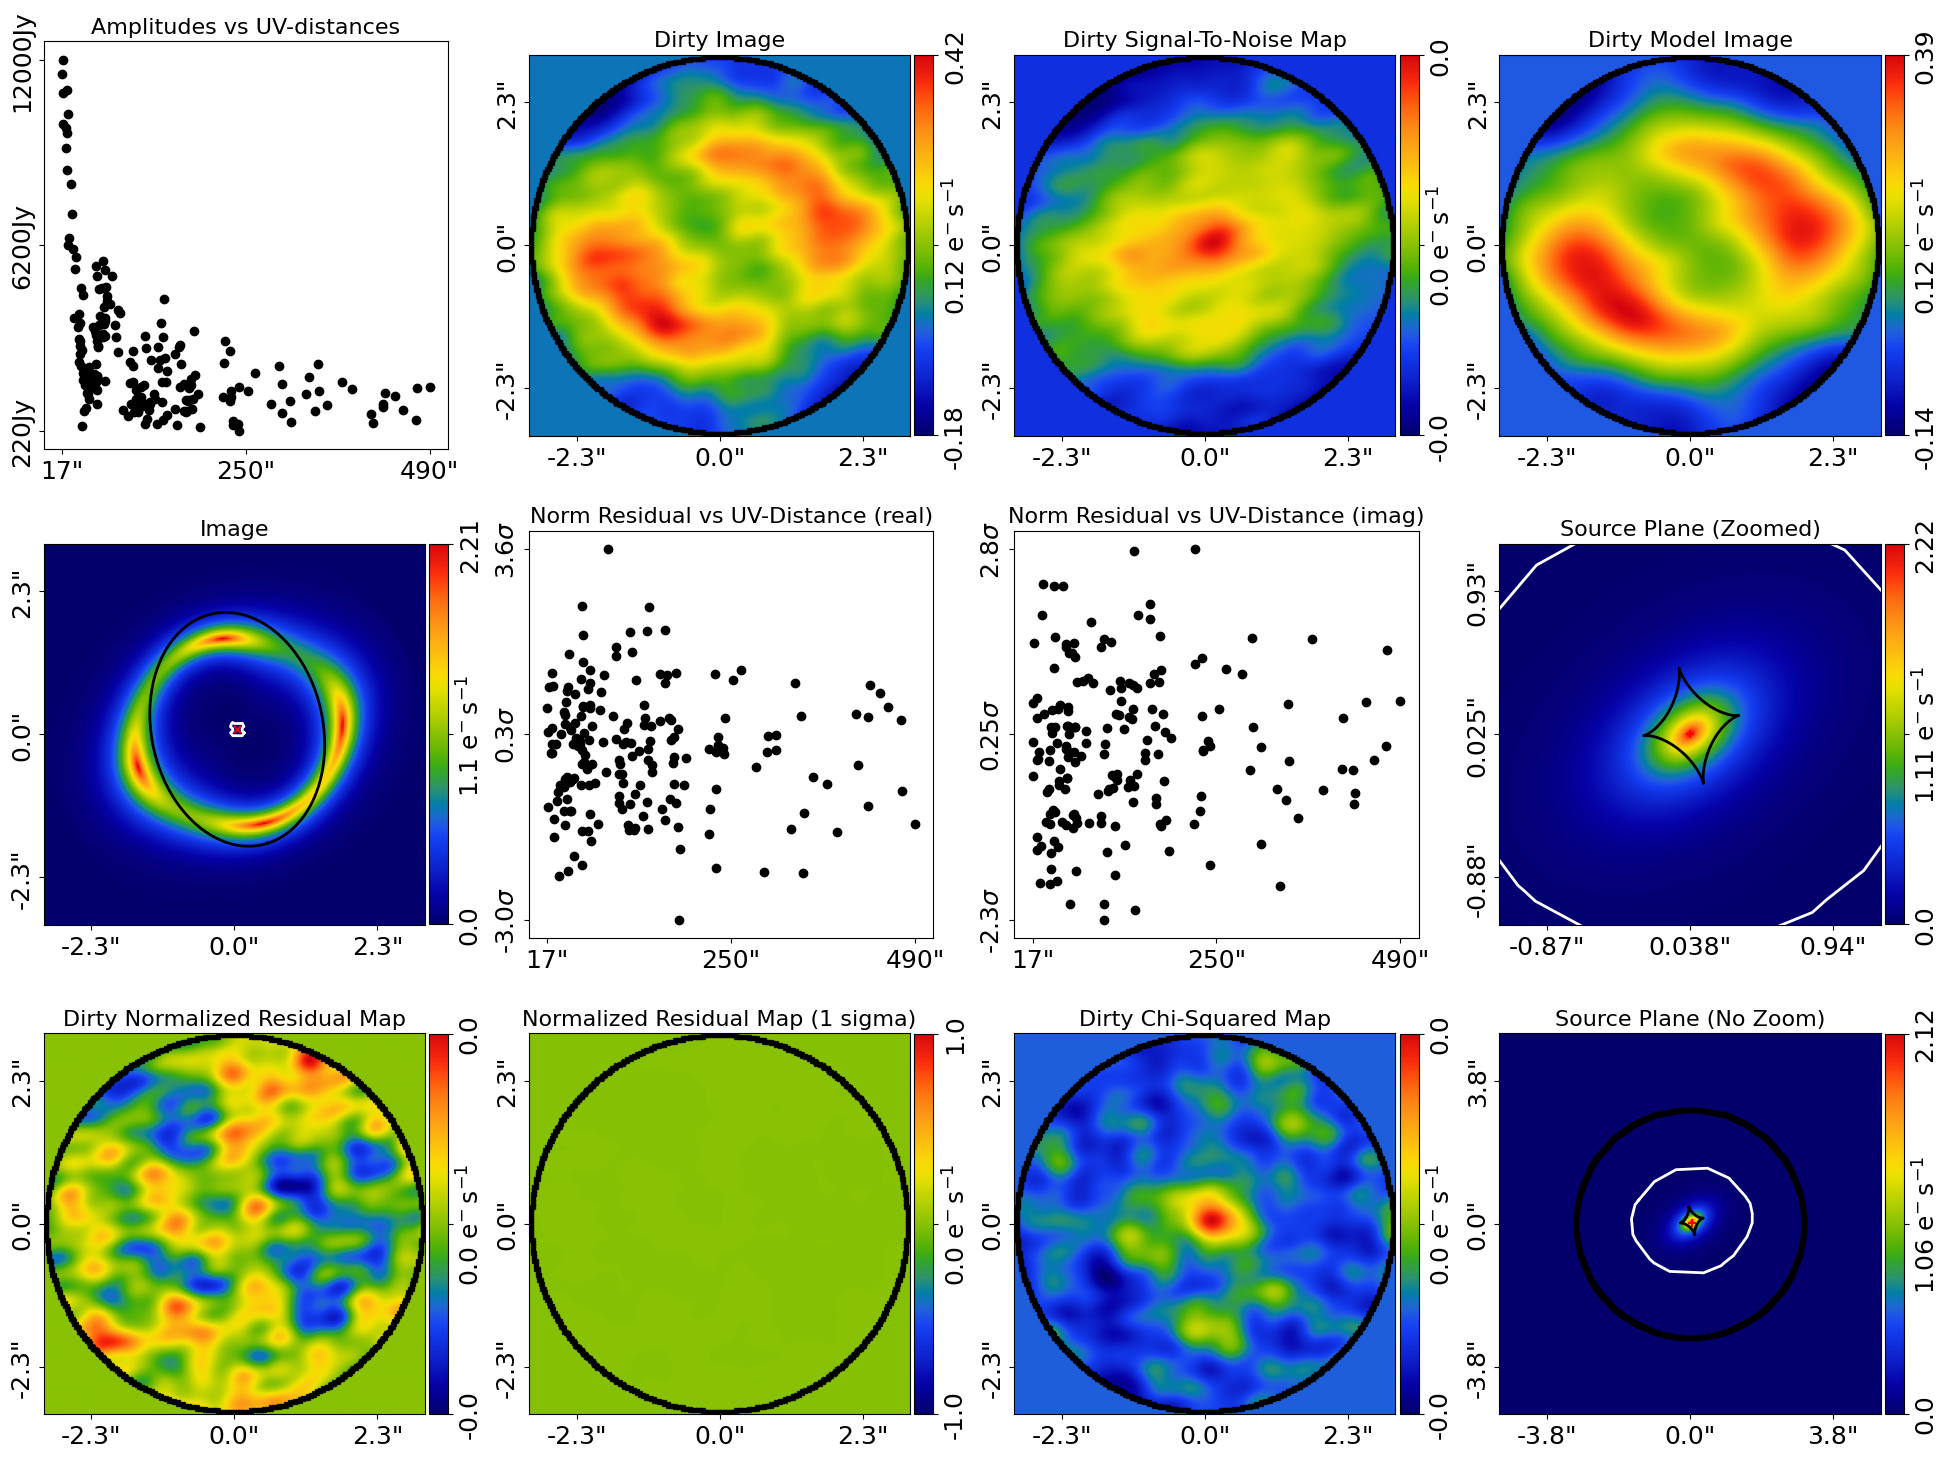 Amplitudes vs UV-distances
12000Jy
6200Jy
220Jy
17"
250"
490"
Dirty Image
2.3"
0.0"
-2.3"
-2.3"
0.0"
2.3"
0.42
0.12 e⁻ s⁻¹
-0.18
Dirty Signal-To-Noise Map
2.3"
0.0"
-2.3"
-2.3"
0.0"
2.3"
0.0
0.0 e⁻ s⁻¹
-0.0
Dirty Model Image
2.3"
0.0"
-2.3"
-2.3"
0.0"
2.3"
0.39
0.12 e⁻ s⁻¹
-0.14
Image
2.3"
0.0"
-2.3"
-2.3"
0.0"
2.3"
2.21
1.1 e⁻ s⁻¹
0.0
Norm Residual vs UV-Distance (real)
3.6σ
0.3σ
-3.0σ
17"
250"
490"
Norm Residual vs UV-Distance (imag)
2.8σ
0.25σ
-2.3σ
17"
250"
490"
Source Plane (Zoomed)
0.93"
0.025"
-0.88"
-0.87"
0.038"
0.94"
2.22
1.11 e⁻ s⁻¹
0.0
Dirty Normalized Residual Map
2.3"
0.0"
-2.3"
-2.3"
0.0"
2.3"
0.0
0.0 e⁻ s⁻¹
-0.0
Normalized Residual Map (1 sigma)
2.3"
0.0"
-2.3"
-2.3"
0.0"
2.3"
1.0
0.0 e⁻ s⁻¹
-1.0
Dirty Chi-Squared Map
2.3"
0.0"
-2.3"
-2.3"
0.0"
2.3"
0.0
0.0 e⁻ s⁻¹
-0.0
Source Plane (No Zoom)
3.8"
0.0"
-3.8"
-3.8"
0.0"
3.8"
2.12
1.06 e⁻ s⁻¹
0.0